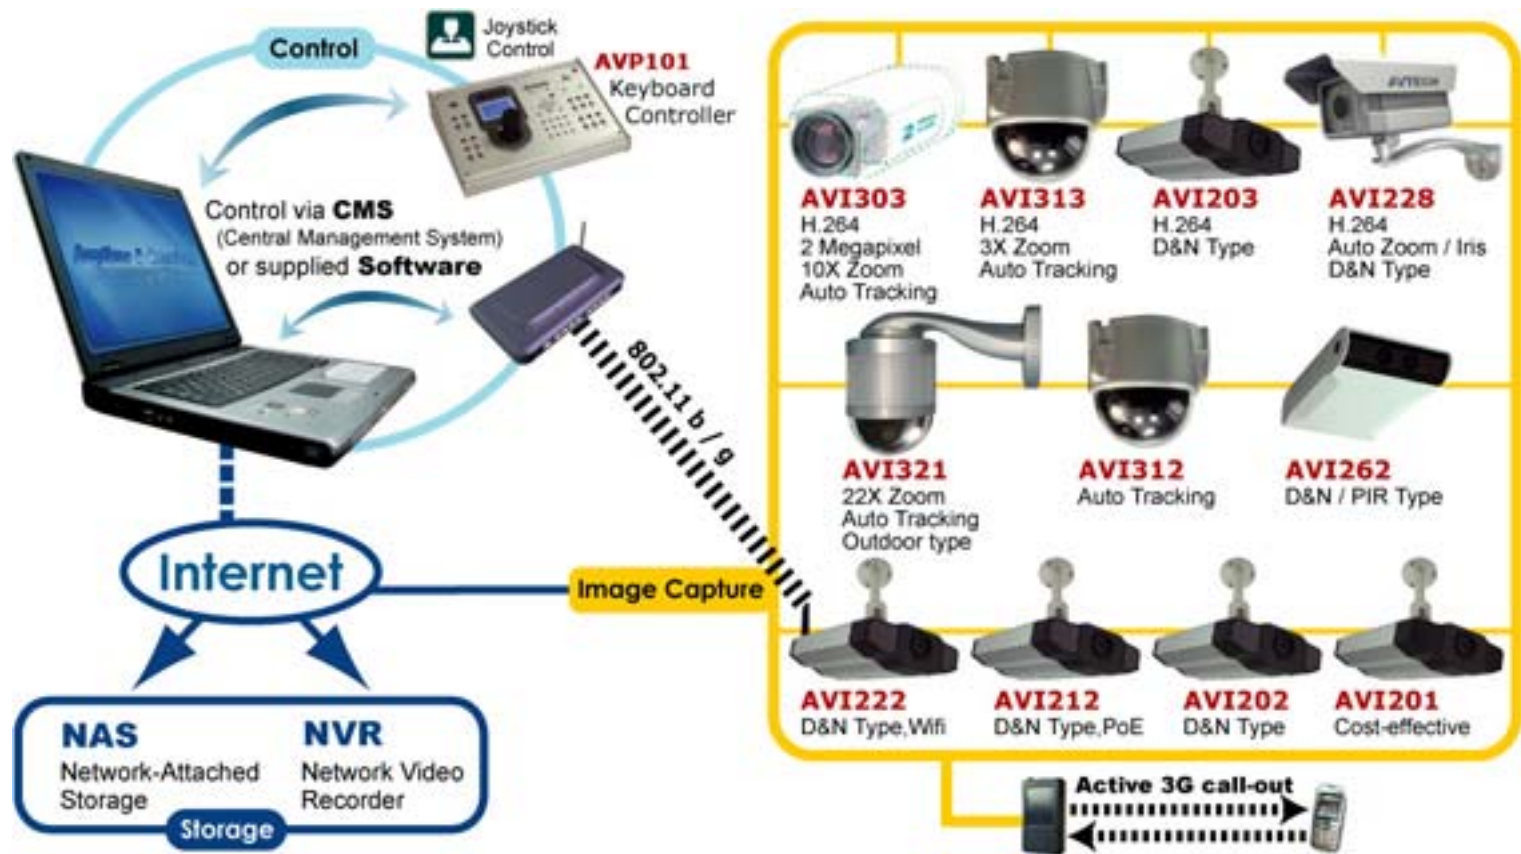 Control
Joystick
Control
AVP101
Keyboard
Controller
Control via CMS
(Central Management System)
or supplied Software
802.11 b / g
Internet
Image Capture
NAS
Network-Attached
Storage
NVR
Network Video
Recorder
Storage
AVI303
H.264
2 Megapixel
10X Zoom
Auto Tracking
AVI313
H.264
3X Zoom
Auto Tracking
AVI203
H.264
D&N Type
AVI228
H.264
Auto Zoom / Iris
D&N Type
AVI321
22X Zoom
Auto Tracking
Outdoor type
AVI312
Auto Tracking
AVI262
D&N / PIR Type
AVI222
D&N Type,Wifi
AVI212
D&N Type,PoE
AVI202
D&N Type
AVI201
Cost-effective
Active 3G call-out